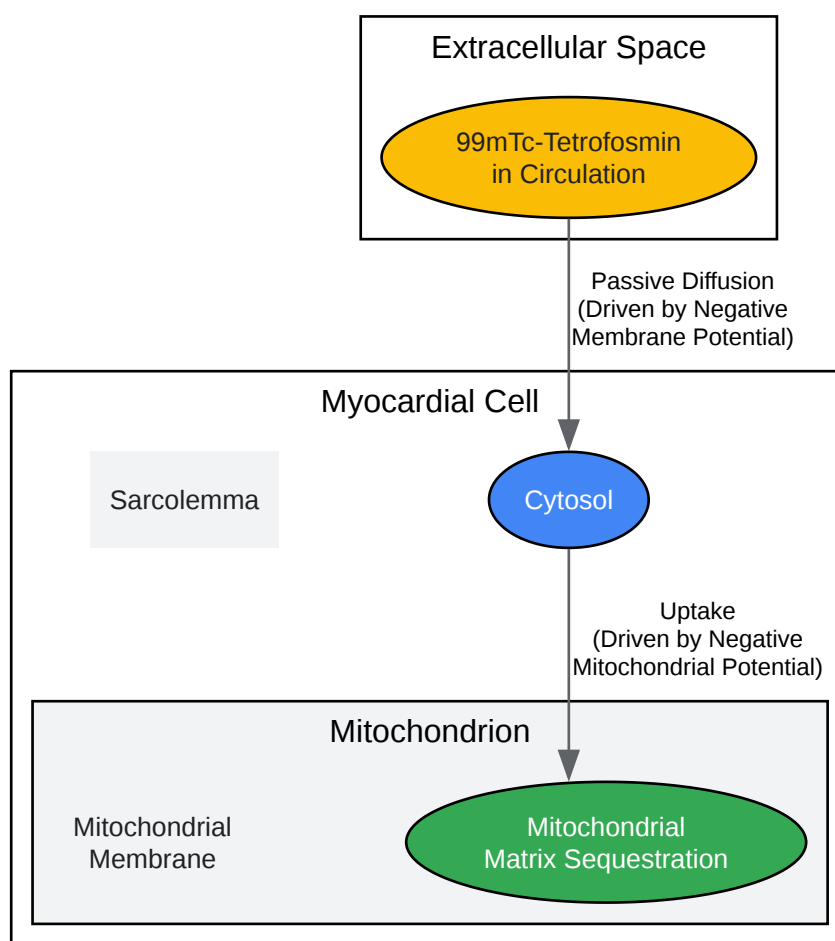 Extracellular Space
99mTc-Tetrofosmin
in Circulation
Passive Diffusion
(Driven by Negative
Membrane Potential)
Myocardial Cell
Sarcolemma
Cytosol
Uptake
(Driven by Negative
Mitochondrial Potential)
Mitochondrion
Mitochondrial
Membrane
Mitochondrial
Matrix Sequestration